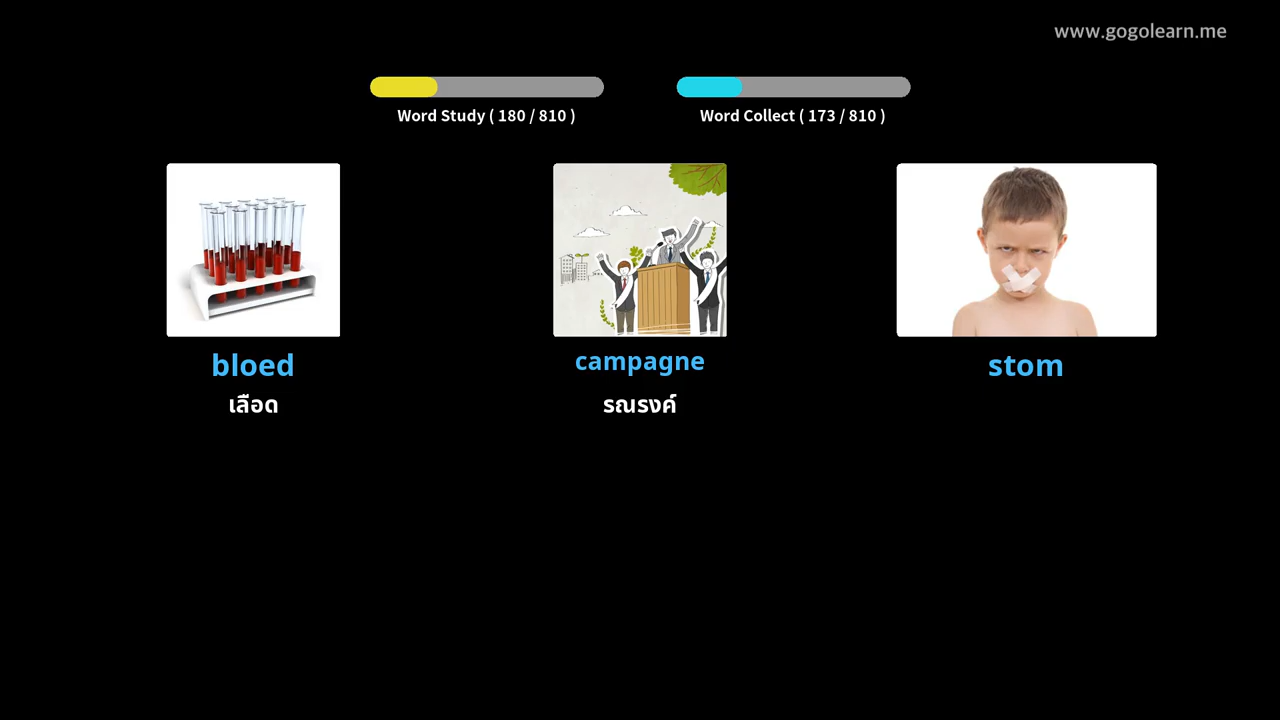 www.gogolearn.me
Word Study ( 180 / 810 )
Word Collect ( 173 / 810 )
bloed
campagne
stom
เลือด
รณรงค์